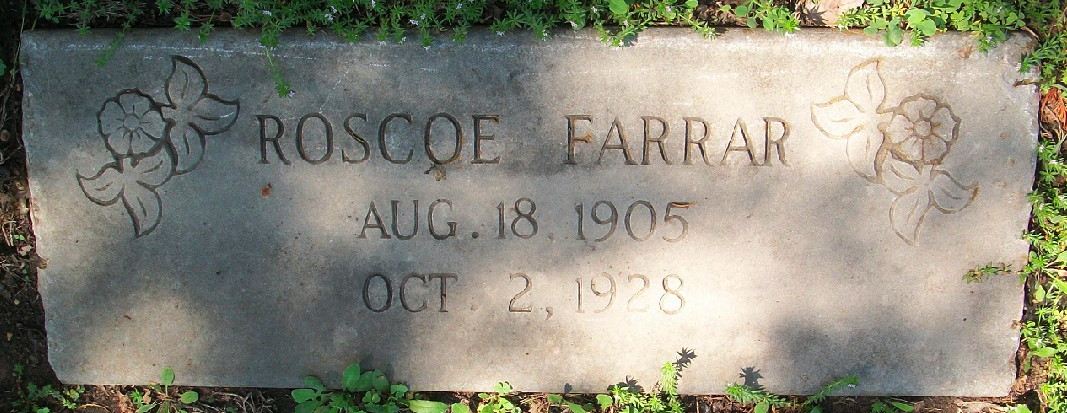 ROSCOE FARRAR
AUG. 18. 1905
OCT. 2, 1928